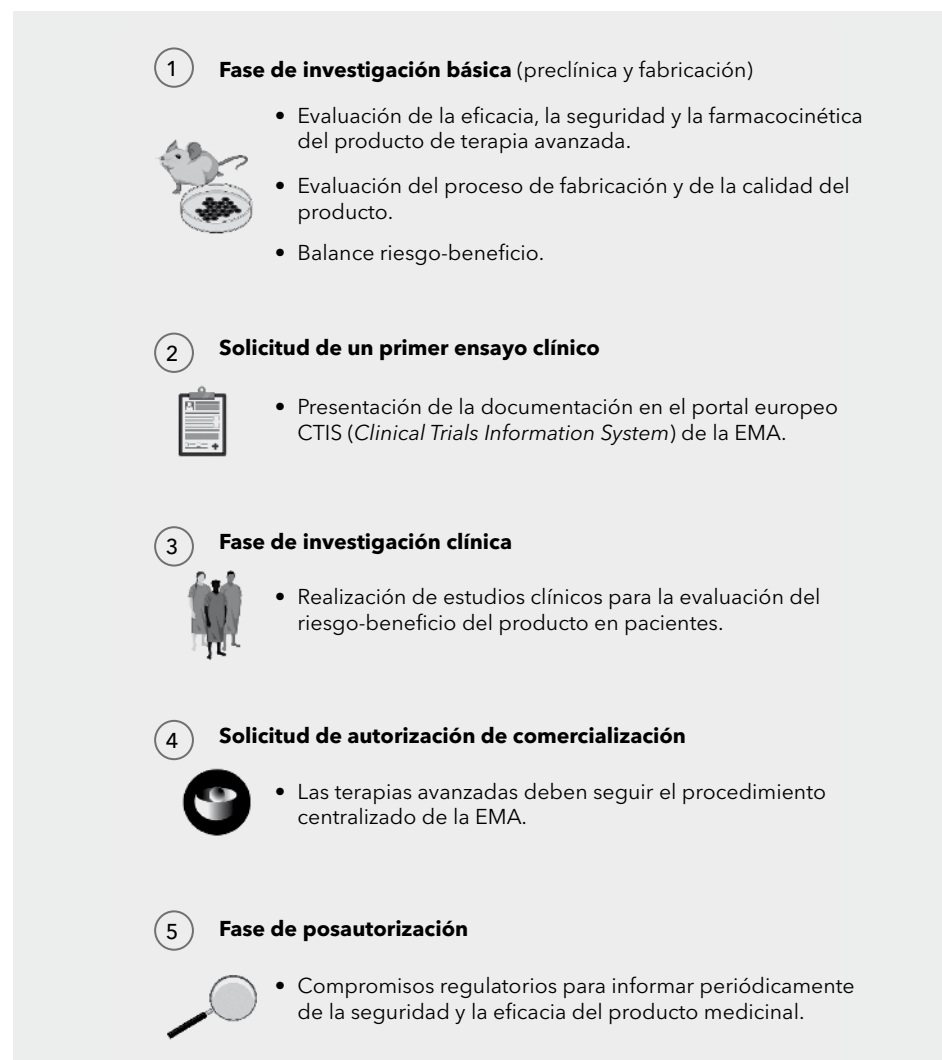 1 Fase de investigación básica (preclínica y fabricación)
• Evaluación de la eficacia, la seguridad y la farmacocinética
del producto de terapia avanzada.
• Evaluación del proceso de fabricación y de la calidad del
producto.
• Balance riesgo-beneficio.
2 Solicitud de un primer ensayo clínico
• Presentación de la documentación en el portal europeo
CTIS (Clinical Trials Information System) de la EMA.
3 Fase de investigación clínica
• Realización de estudios clínicos para la evaluación del
riesgo-beneficio del producto en pacientes.
4 Solicitud de autorización de comercialización
• Las terapias avanzadas deben seguir el procedimiento
centralizado de la EMA.
5 Fase de posautorización
• Compromisos regulatorios para informar periódicamente
de la seguridad y la eficacia del producto medicinal.